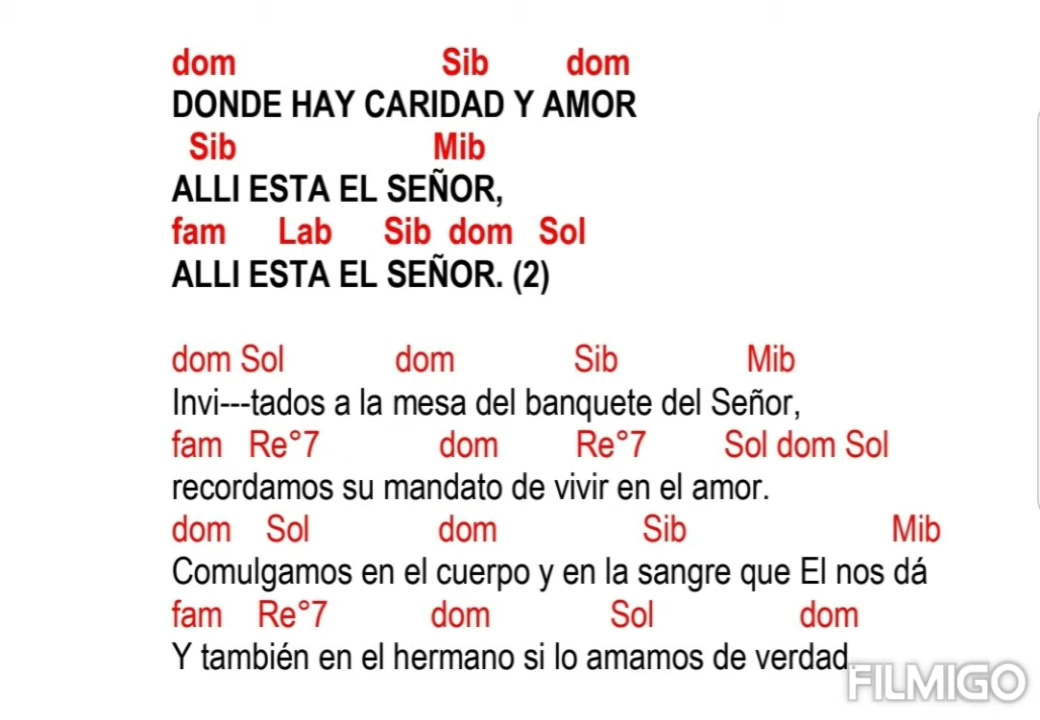 dom Sib dom
DONDE HAY CARIDAD Y AMOR
Sib Mib
ALLI ESTA EL SEÑOR,
fam Lab Sib dom Sol
ALLI ESTA EL SEÑOR. (2)
dom Sol dom Sib Mib
Invi---tados a la mesa del banquete del Señor,
fam Re°7 dom Re°7 Sol dom Sol
recordamos su mandato de vivir en el amor.
dom Sol dom Sib Mib
Comulgamos en el cuerpo y en la sangre que El nos dá
fam Re°7 dom Sol dom
Y también en el hermano si lo amamos de verdad.
FILMIGO